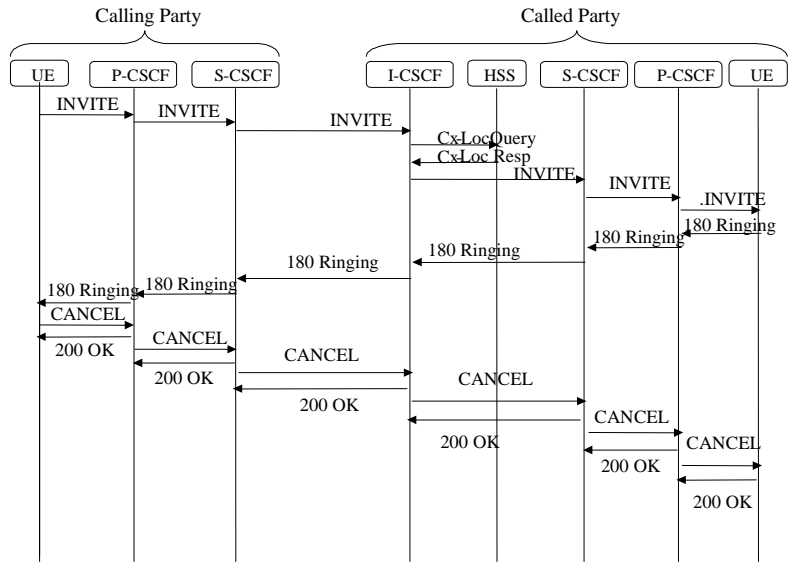 Calling Party
Called Party
UE
P-CSCF
S-CSCF
I-CSCF
HSS
S-CSCF
P-CSCF
UE
INVITE
INVITE
INVITE
Cx-LocQuery
Cx-Loc Resp
INVITE
INVITE
.INVITE
180 Ringing
180 Ringing
180 Ringing
180 Ringing
180 Ringing
180 Ringing
CANCEL
200 OK
CANCEL
200 OK
CANCEL
200 OK
CANCEL
200 OK
CANCEL
200 OK
CANCEL
200 OK